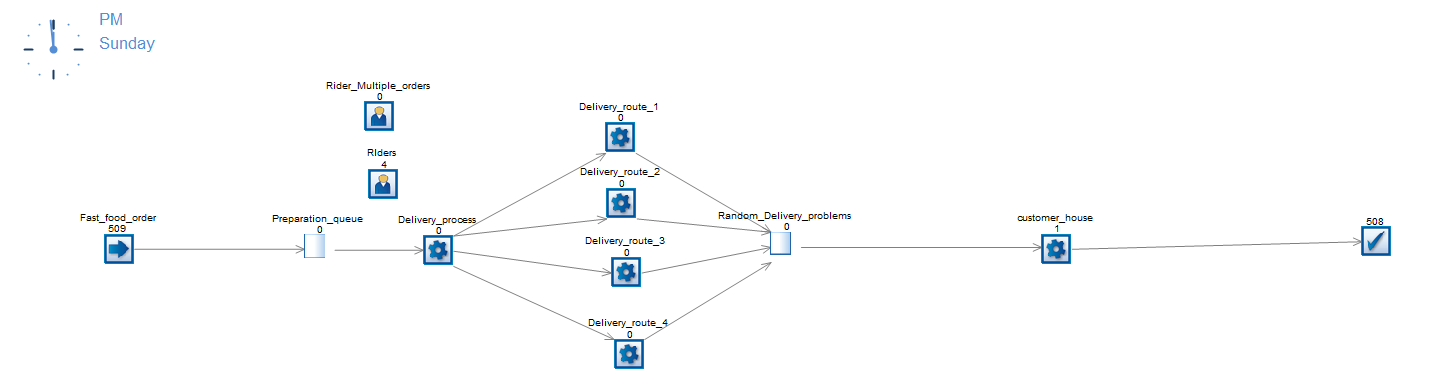 PM
Sunday
Rider_Multiple_orders
0
Delivery_route_1
0
RIders
4
Delivery_route_2
0
Fast_food_order
509
Preparation_queue
0
Delivery_process
0
Random_Delivery_problems
0
customer_house
1
508
Delivery_route_3
0
Delivery_route_4
0